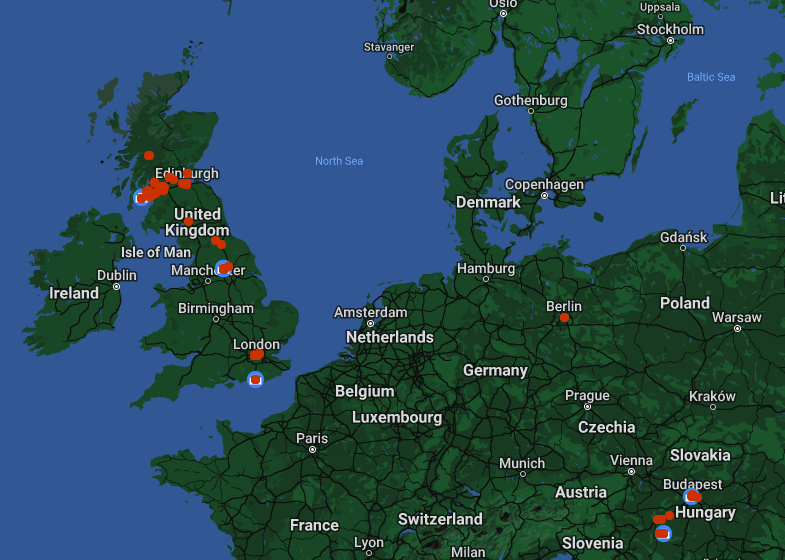 Oslo
Uppsala
Stockholm
Stavanger
Baltic Sea
Gothenburg
North Sea
Edinburgh
Copenhagen
Denmark
Lit
United
Kingdom
Gdańsk
Isle of Man
Dublin
Manchester
Hamburg
Ireland
Birmingham
Amsterdam
Berlin
Poland
Warsaw
Netherlands
London
Germany
Belgium
Prague
Kraków
Luxembourg
Czechia
Paris
Munich
Vienna
Slovakia
Budapest
Austria
Hungary
France
Switzerland
Slovenia
Lyon
Milan